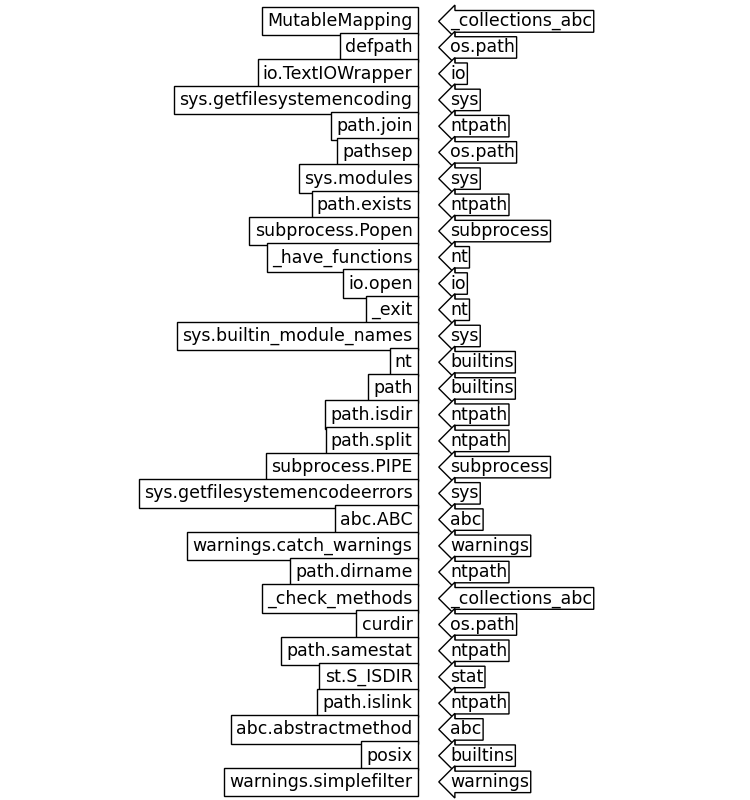 MutableMapping _collections_abc
defpath os.path
io.TextIOWrapper io
sys.getfilesystemencoding sys
path.join ntpath
pathsep os.path
sys.modules sys
path.exists ntpath
subprocess.Popen subprocess
_have_functions nt
io.open io
_exit nt
sys.builtin_module_names sys
nt builtins
path builtins
path.isdir ntpath
path.split ntpath
subprocess.PIPE subprocess
sys.getfilesystemencodeerrors sys
abc.ABC abc
warnings.catch_warnings warnings
path.dirname ntpath
_check_methods _collections_abc
curdir os.path
path.samestat ntpath
st.S_ISDIR stat
path.islink ntpath
abc.abstractmethod abc
posix builtins
warnings.simplefilter warnings